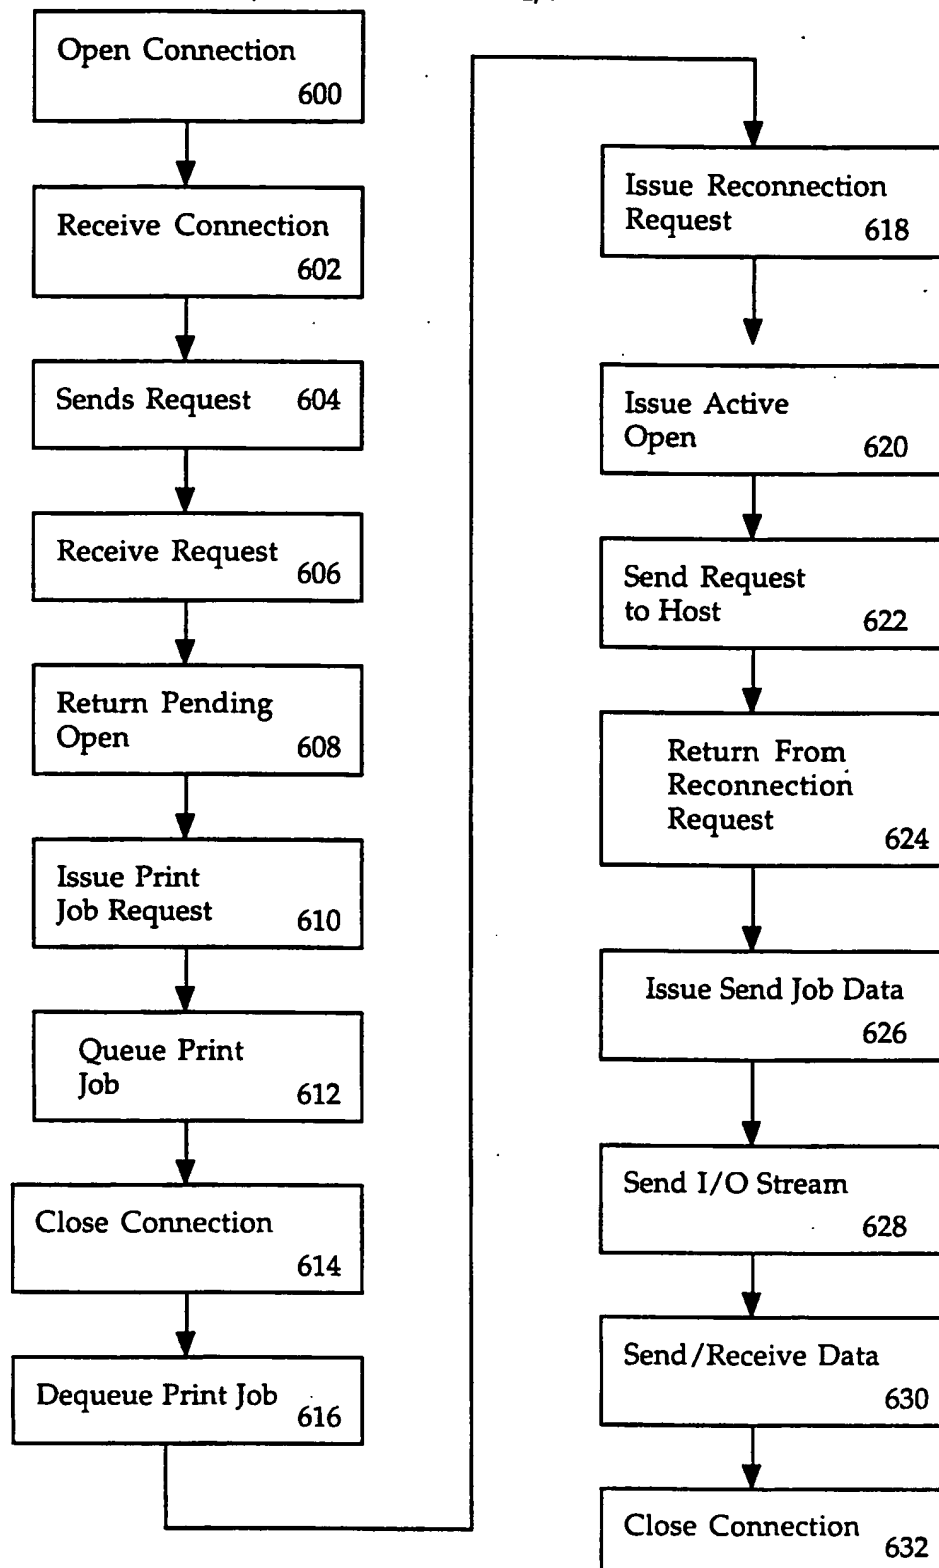 Open Connection
600
Receive Connection
602
Sends Request 604
Receive Request
606
Return Pending
Open
608
Issue Print
Job Request 610
Queue Print
Job
612
Close Connection
614
Dequeue Print Job 616
Issue Reconnection
Request 618
Issue Active
Open
620
Send Request
to Host
622
Return From
Reconnection
Request
624
Issue Send Job Data
626
Send I/O Stream
628
Send/Receive Data
630
Close Connection
632